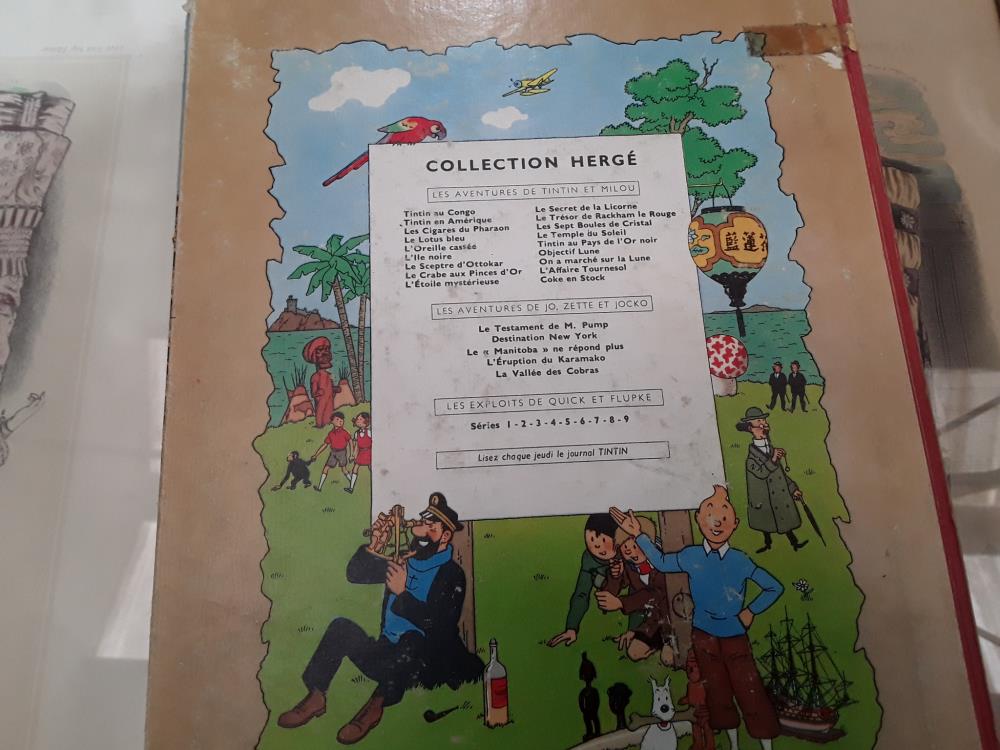 COLLECTION HERGÉ
LES AVENTURES DE TINTIN ET MILOU
Tintin au Congo
Tintin en Amérique
Les Cigares du Pharaon
Le Lotus bleu
L'Oreille cassée
L'Ile noire
Le Sceptre d'Ottokar
Le Crabe aux Pinces d'Or
L'Étoile mystérieuse
Le Secret de la Licorne
Le Trésor de Rackham le Rouge
Les Sept Boules de Cristal
Le Temple du Soleil
Tintin au Pays de l'Or noir
Objectif Lune
On a marché sur la Lune
L'Affaire Tournesol
Coke en Stock
LES AVENTURES DE JO, ZETTE ET JOCKO
Le Testament de M. Pump
Destination New York
Le « Manitoba » ne répond plus
L'Éruption du Karamako
La Vallée des Cobras
LES EXPLOITS DE QUICK ET FLUPKE
Séries 1 - 2 - 3 - 4 - 5 - 6 - 7 - 8 - 9
Lisez chaque jeudi le journal TINTIN
藍蓮